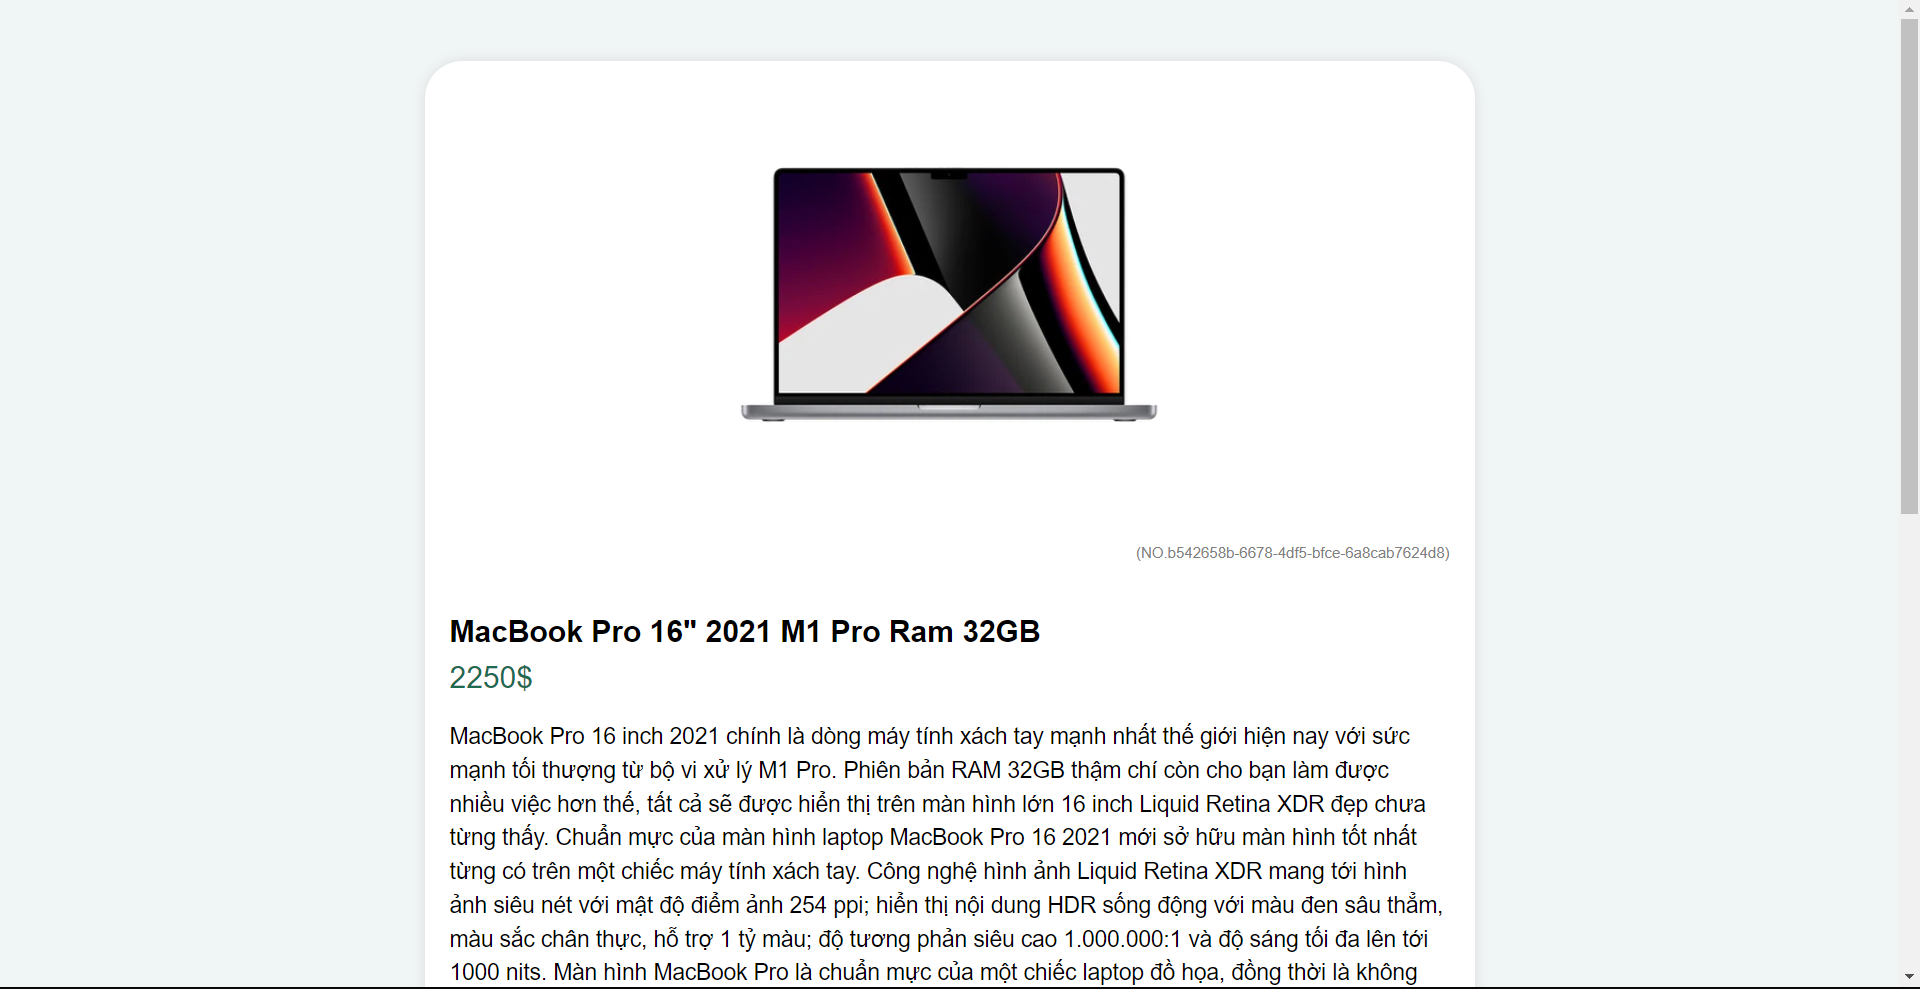 (NO.b542658b-6678-4df5-bfce-6a8cab7624d8)
MacBook Pro 16" 2021 M1 Pro Ram 32GB
2250$
MacBook Pro 16 inch 2021 chính là dòng máy tính xách tay mạnh nhất thế giới hiện nay với sức
mạnh tối thượng từ bộ vi xử lý M1 Pro. Phiên bản RAM 32GB thậm chí còn cho bạn làm được
nhiều việc hơn thế, tất cả sẽ được hiển thị trên màn hình lớn 16 inch Liquid Retina XDR đẹp chưa
từng thấy. Chuẩn mực của màn hình laptop MacBook Pro 16 2021 mới sở hữu màn hình tốt nhất
từng có trên một chiếc máy tính xách tay. Công nghệ hình ảnh Liquid Retina XDR mang tới hình
ảnh siêu nét với mật độ điểm ảnh 254 ppi; hiển thị nội dung HDR sống động với màu đen sâu thẳm,
màu sắc chân thực, hỗ trợ 1 tỷ màu; độ tương phản siêu cao 1.000.000:1 và độ sáng tối đa lên tới
1000 nits. Màn hình MacBook Pro là chuẩn mực của một chiếc laptop đồ họa, đồng thời là không